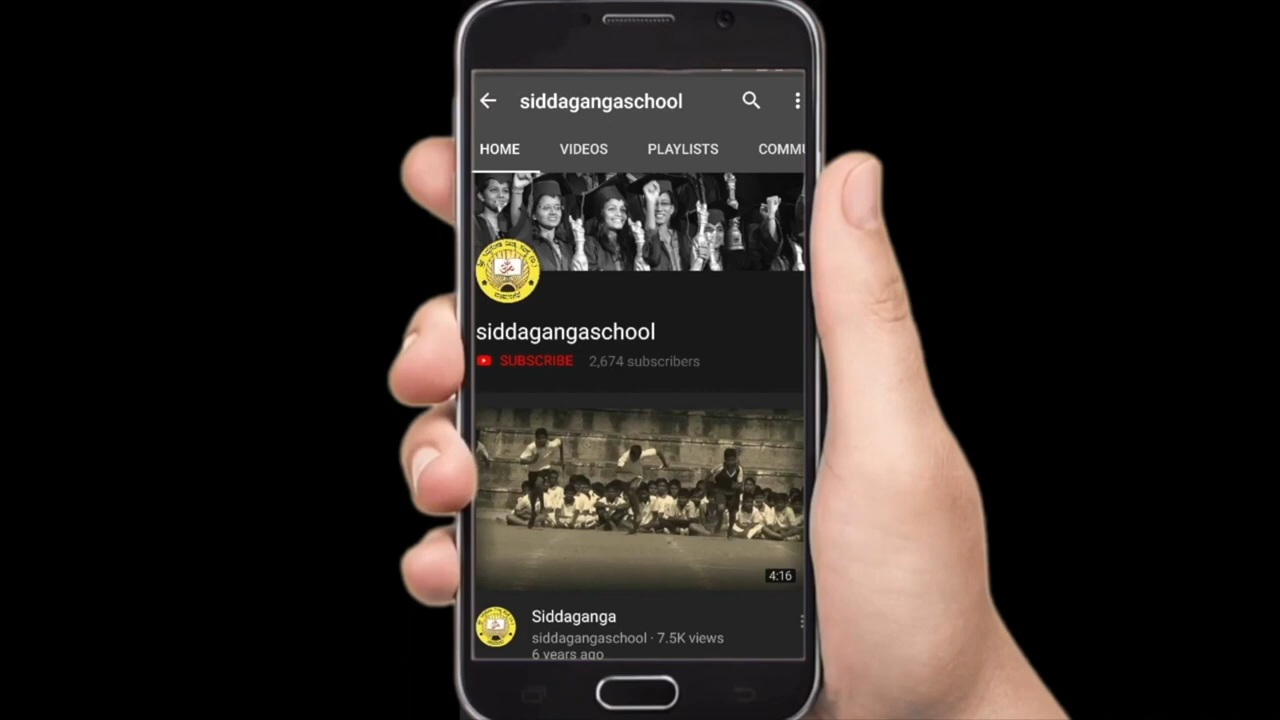 siddagangaschool
HOME VIDEOS PLAYLISTS COMMU
siddagangaschool
SUBSCRIBE 2,674 subscribers
4:16
Siddaganga
siddagangaschool · 7.5K views
6 years ago